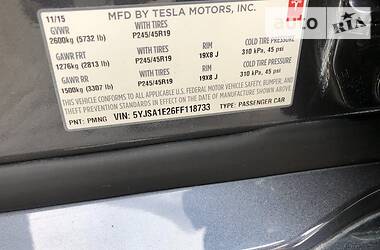 AUTO
RIA
11/15 MFD BY TESLA MOTORS, INC.
GVWR
2600kg (5732 lb)
WITH TIRES
P245/45R19
GAWR FRT
1276kg (2813 lb)
WITH TIRES
P245/45R19
RIM
19X8 J
COLD TIRE PRESSURE
310 kPa, 45 psi
GAWR RR
1500kg (3307 lb)
WITH TIRES
P245/45R19
RIM
19X8 J
COLD TIRE PRESSURE
310 kPa, 45 psi
THIS VEHICLE CONFORMS TO ALL APPLICABLE U.S. FEDERAL MOTOR VEHICLE SAFETY,
BUMPER, AND THEFT PREVENTION STANDARDS IN EFFECT ON THE DATE OF
MANUFACTURE SHOWN ABOVE.
PNT: PMNG VIN: 5YJSA1E26FF118733 TYPE: PASSENGER CAR